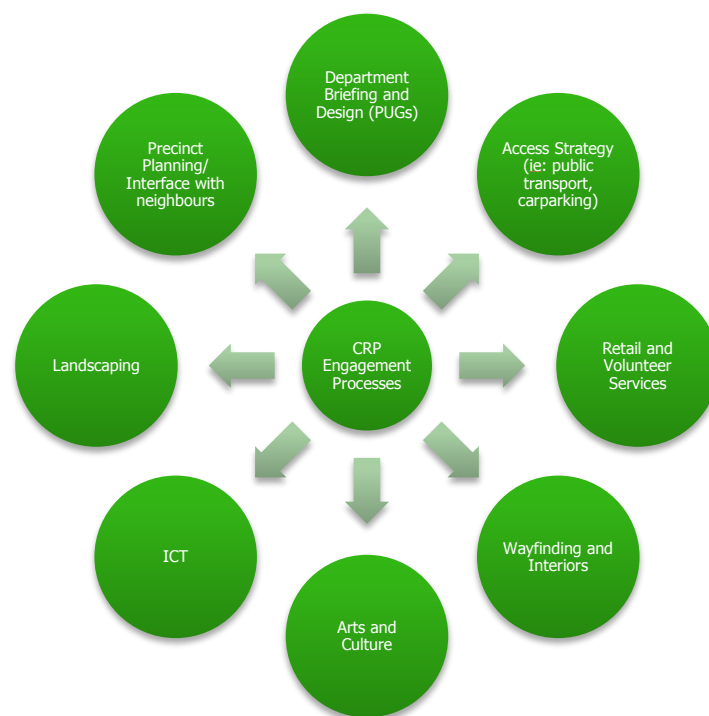 Department
Briefing and
Design (PUGs)
Access Strategy
(ie: public
transport,
carparking)
Retail and
Volunteer
Services
Wayfinding and
Interiors
Arts and
Culture
ICT
Landscaping
Precinct
Planning/
Interface with
neighbours
CRP
Engagement
Processes